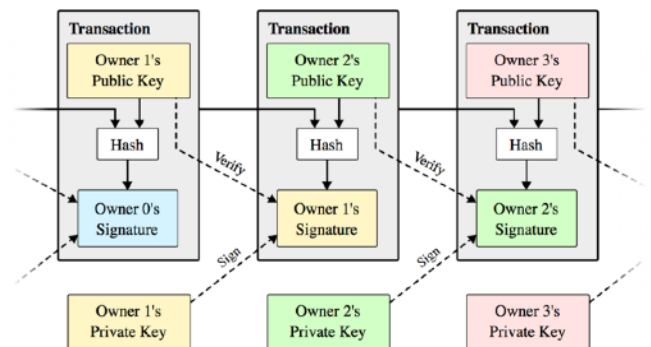 Transaction
Owner 1's
Public Key
Hash
Owner 0's
Signature
Transaction
Owner 2's
Public Key
Hash
Verify
Owner 1's
Signature
Sign
Transaction
Owner 3's
Public Key
Hash
Verify
Owner 2's
Signature
Sign
Owner 1's
Private Key
Owner 2's
Private Key
Owner 3's
Private Key